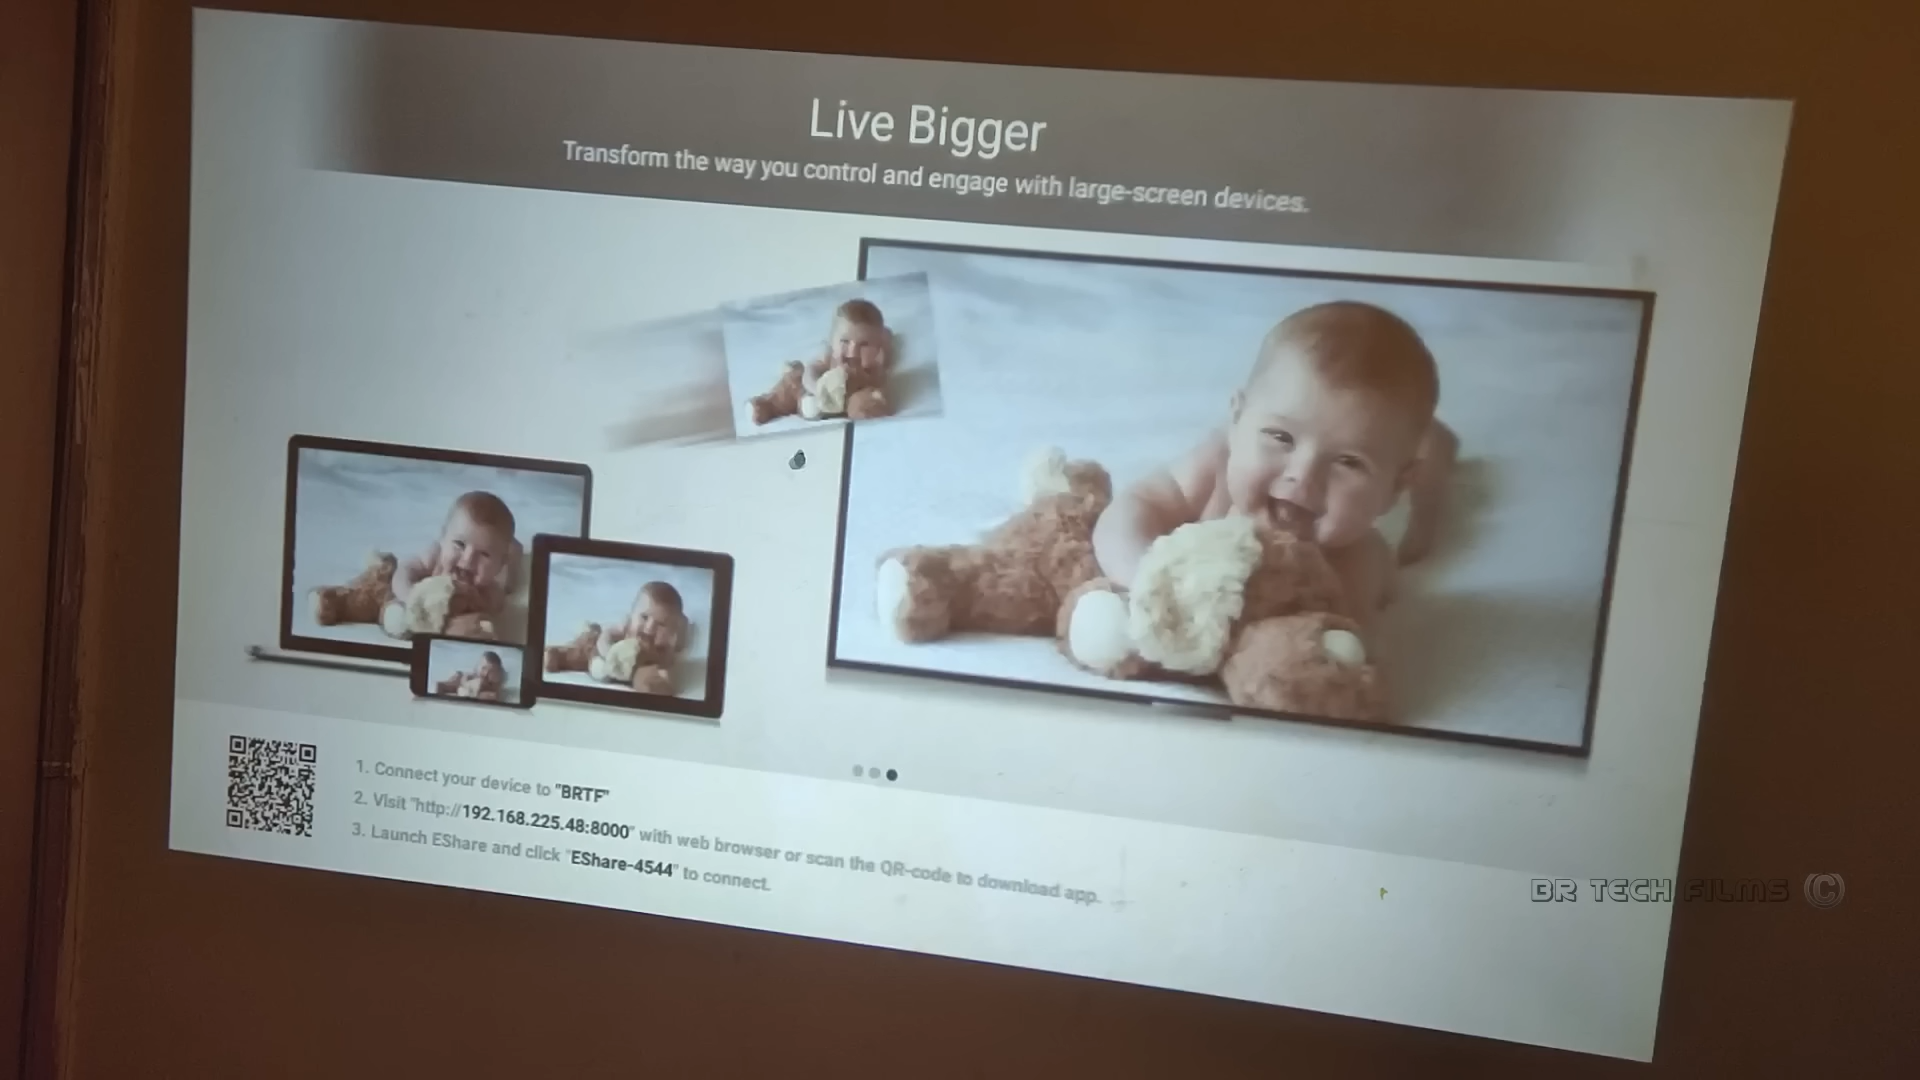 Live Bigger
Transform the way you control and engage with large-screen devices.
1. Connect your device to "BRTF"
2. Visit "http://192.168.225.48:8000" with web browser or scan the QR-code to download app.
3. Launch EShare and click "EShare-4544" to connect.
BR TECH FILMS ©